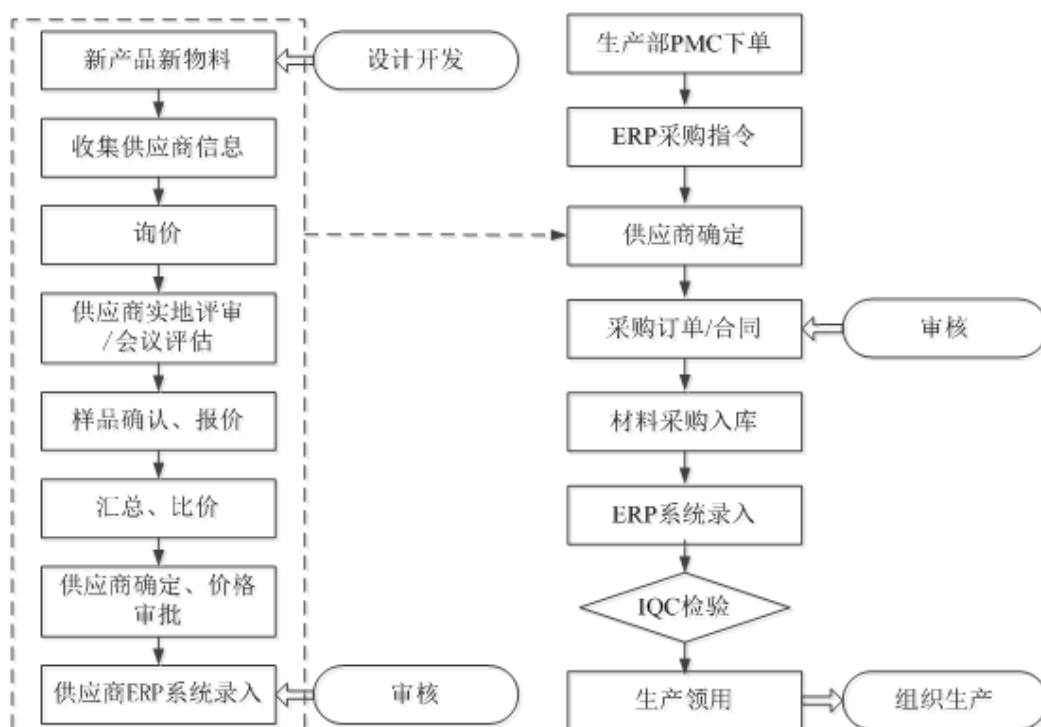 新产品新物料
设计开发
收集供应商信息
询价
供应商实地评审
/会议评估
样品确认、报价
汇总、比价
供应商确定、价格
审批
供应商ERP系统录入
审核
生产部PMC下单
ERP采购指令
供应商确定
采购订单/合同
审核
材料采购入库
ERP系统录入
IQC检验
生产领用
组织生产